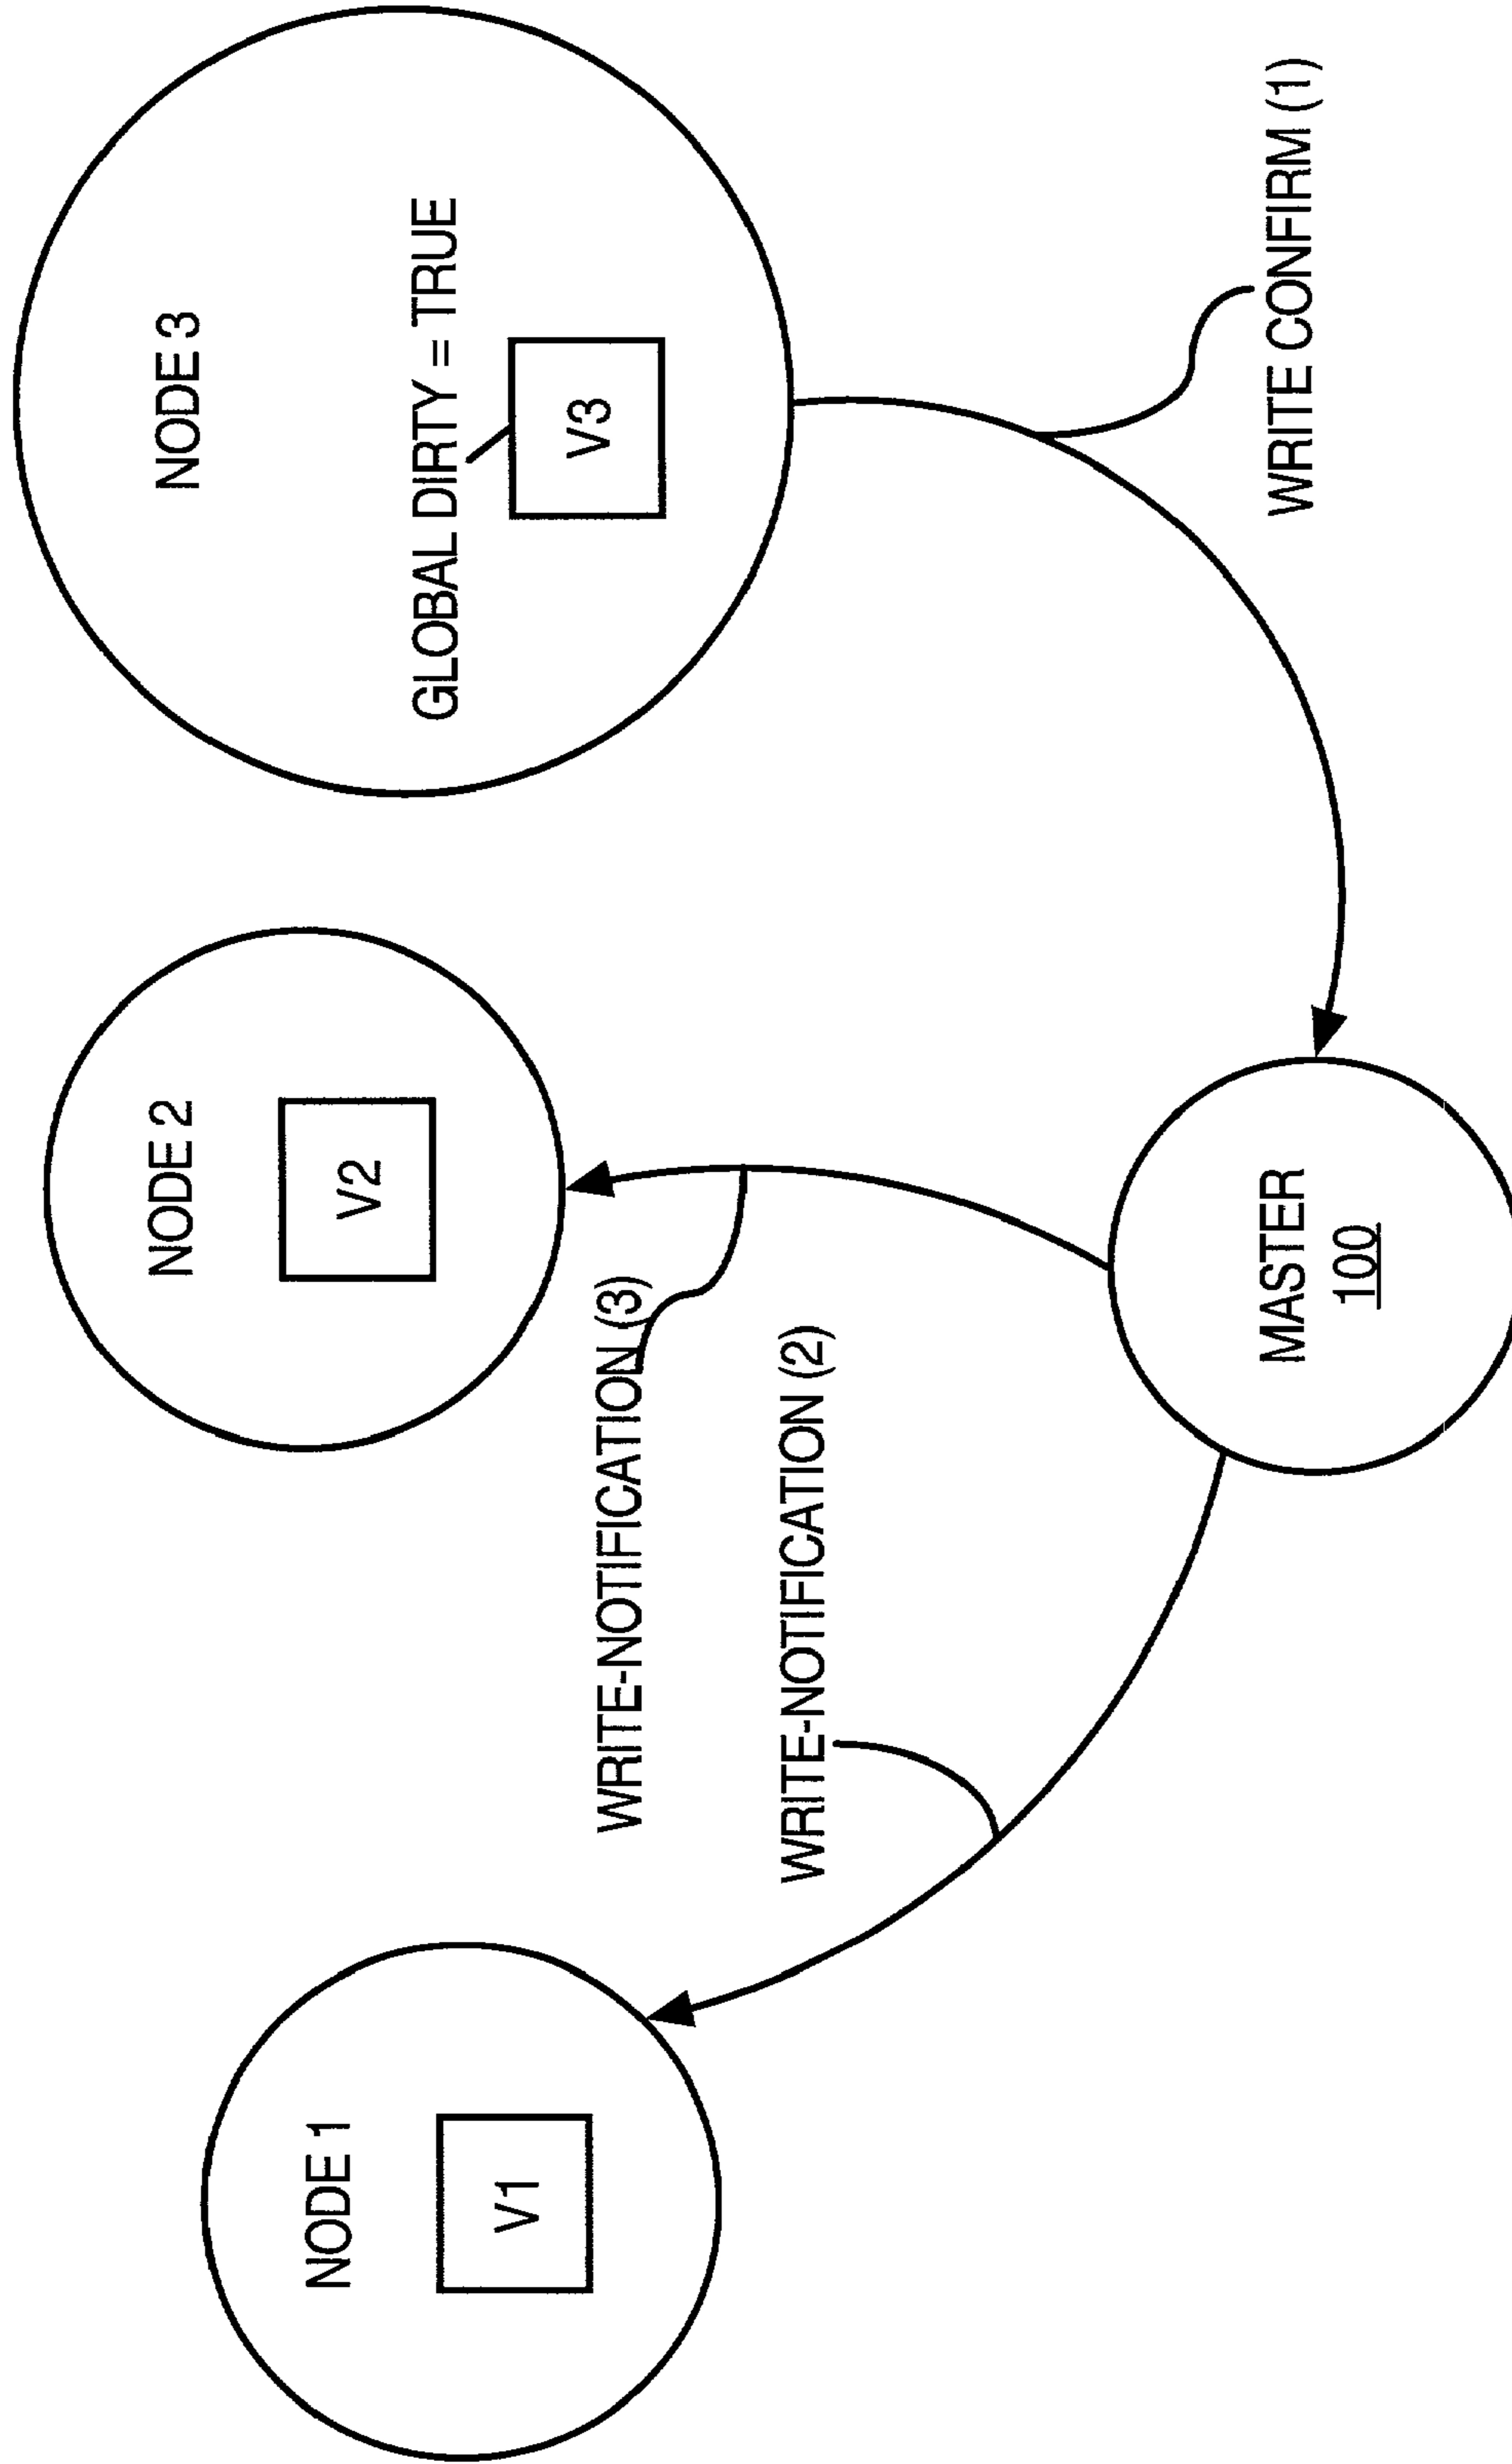 NODE 1
V1
NODE 2
V2
NODE 3
GLOBAL DIRTY = TRUE
V3
WRITE-NOTIFICATION (3)
WRITE-NOTIFICATION (2)
MASTER
100
WRITE CONFIRM (1)